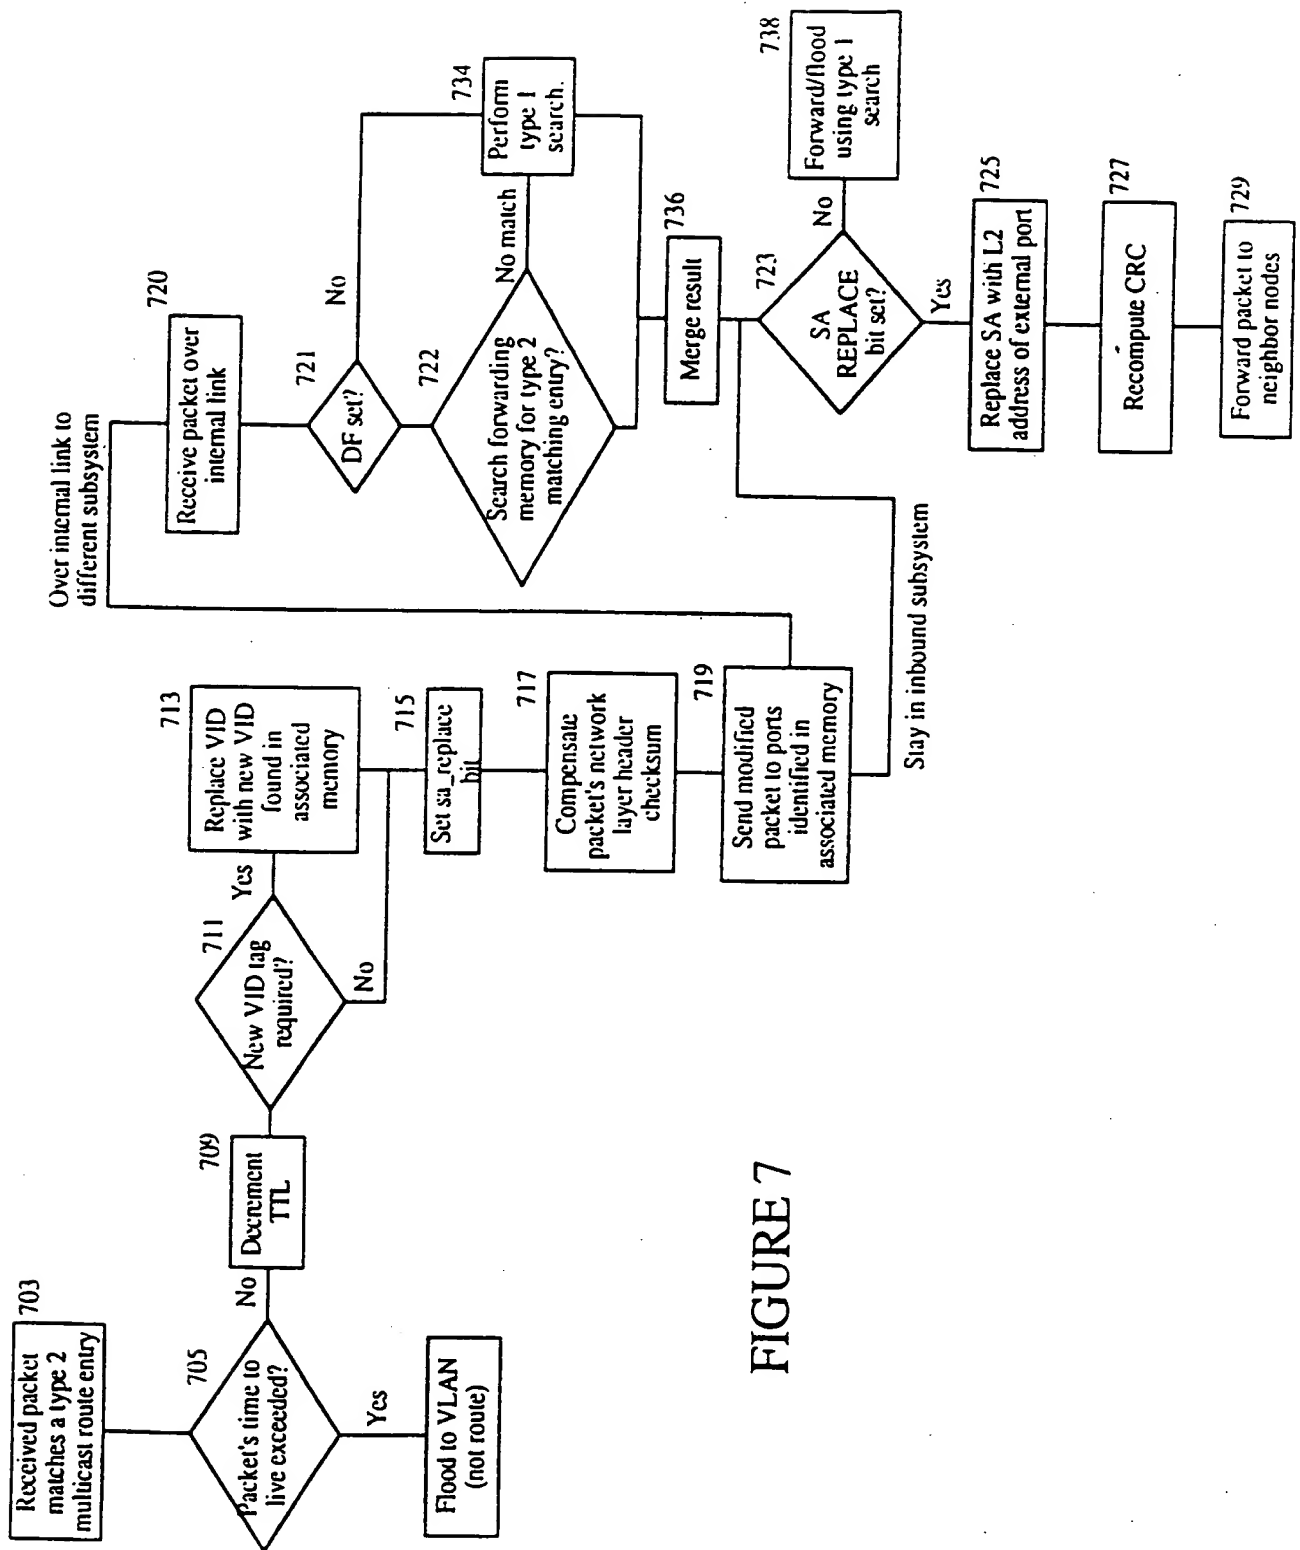 703
Received packet
matches a type 2
multicast route entry
705
Packet's time to
live exceeded?
Yes
Flood to VLAN
(not route)
No
709
Decrement
TTL
711
New VID tag
required?
Yes
No
713
Replace VID
with new VID
found in
associated
memory
715
Set sa_replace
bit
717
Compensate
packet's network
layer header
checksum
719
Send modified
packet to ports
identified in
associated memory
Over internal link to
different subsystem
Stay in inbound subsystem
720
Receive packet over
internal link
721
DF set?
No
722
Search forwarding
memory for type 2
matching entry?
No match
734
Perform
type 1
search.
736
Merge result
723
SA
REPLACE
bit set?
No
738
Forward/flood
using type 1
search
Yes
725
Replace SA with L2
address of external port
727
Recompute CRC
729
Forward packet to
neighbor nodes
FIGURE 7